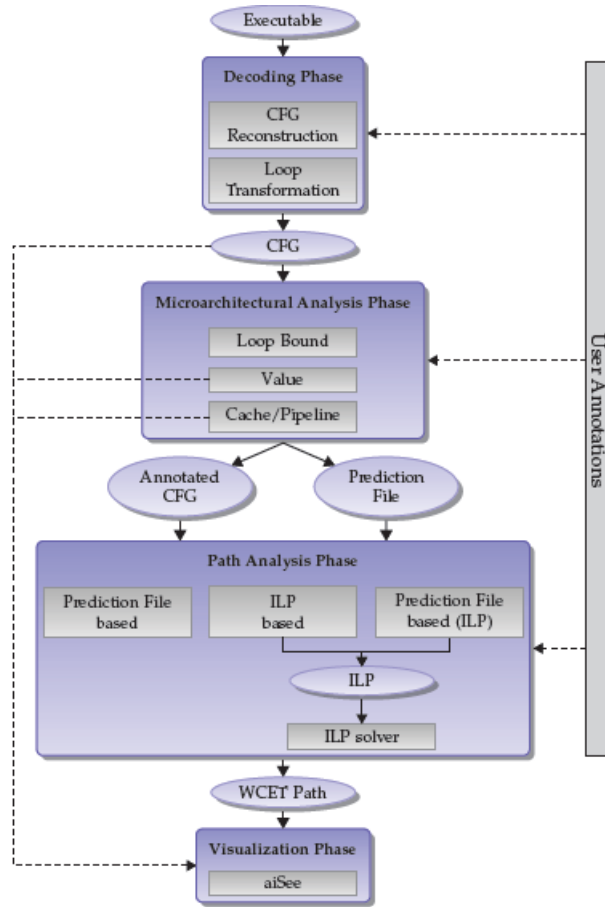 Executable
Decoding Phase
CFG
Reconstruction
Loop
Transformation
CFG
Microarchitectural Analysis Phase
Loop Bound
Value
Cache/Pipeline
User Annotations
Annotated
CFG
Prediction
File
Path Analysis Phase
Prediction File
based
ILP
based
Prediction File
based (ILP)
ILP
ILP solver
WCET Path
Visualization Phase
aiSee